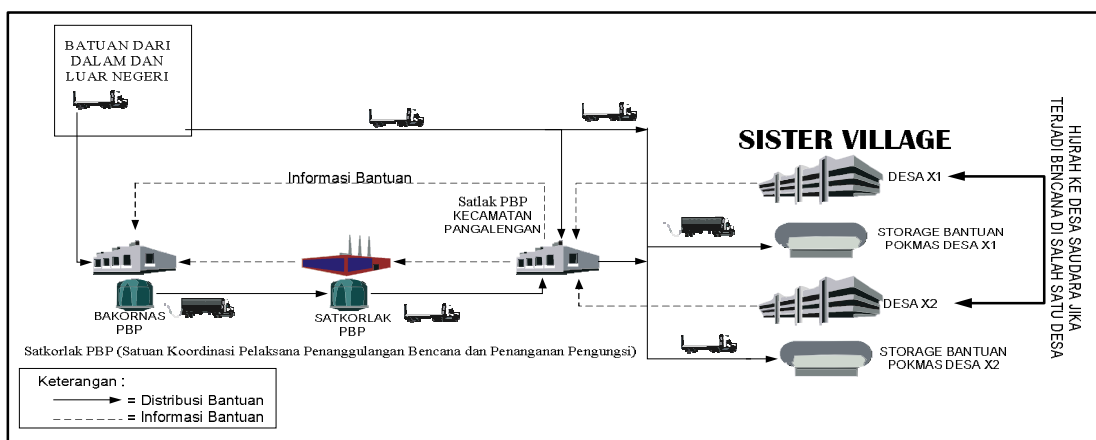 BATUAN DARI
DALAM DAN
LUAR NEGERI
SISTER VILLAGE
HIJRAH KE DESA SAUDARA JIKA
TERJADI BENCANA DI SALAH SATU DESA
Informasi Bantuan
DESA X1
Satlak PBP
KECAMATAN
PANGALENGAN
STORAGE BANTUAN
POKMAS DESA X1
DESA X2
BAKORNAS
PBP
SATKORLAK
PBP
STORAGE BANTUAN
POKMAS DESA X2
Satkorlak PBP (Satuan Koordinasi Pelaksana Penanggulangan Bencana dan Penanganan Pengungsi)
Keterangan :
= Distribusi Bantuan
= Informasi Bantuan